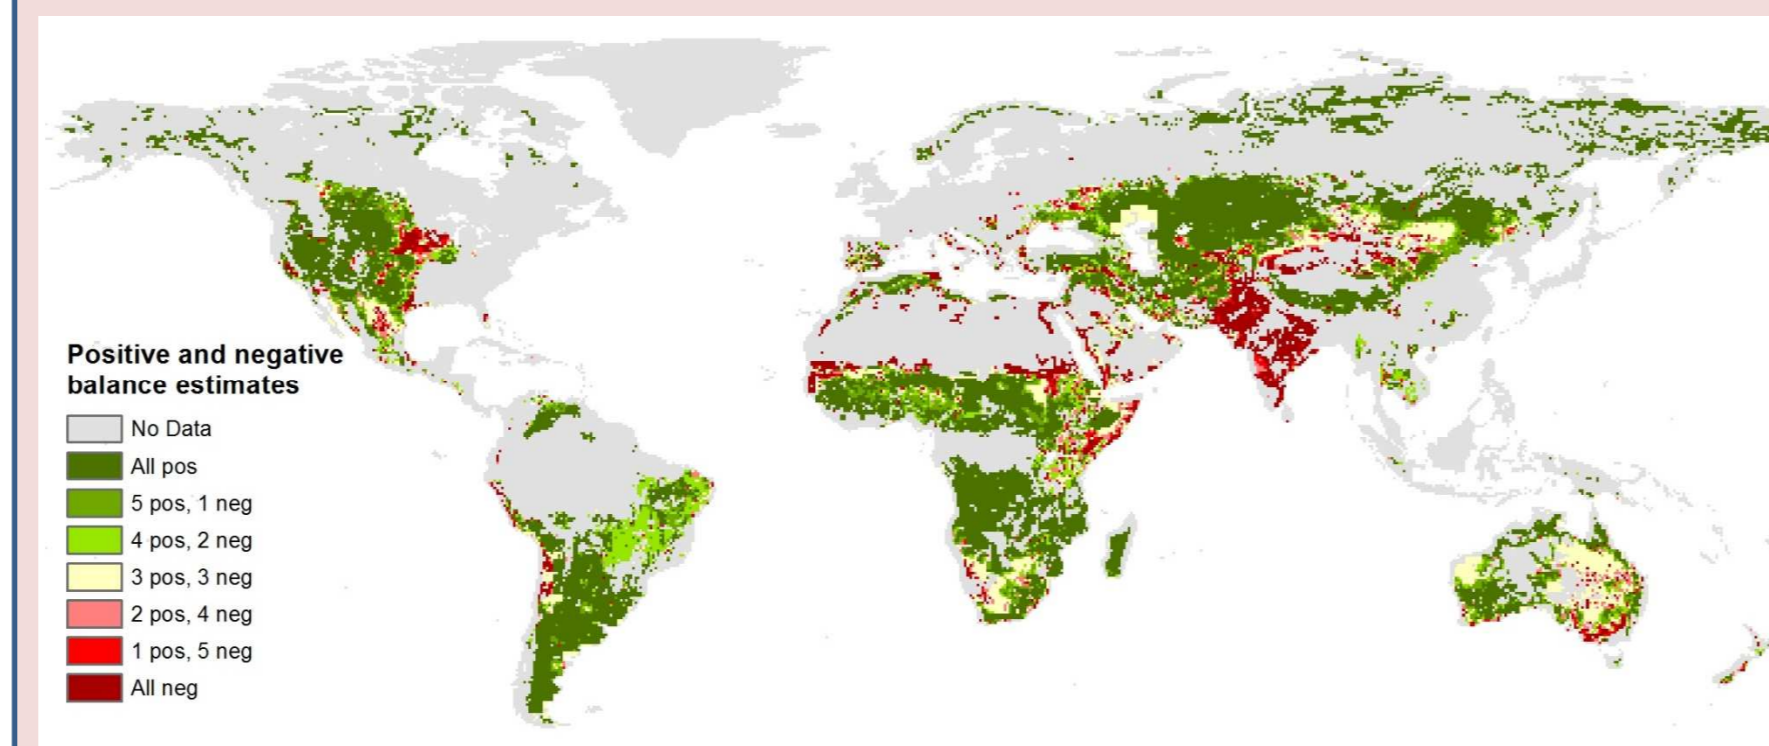 Positive and negative
balance estimates
No Data
All pos
5 pos, 1 neg
4 pos, 2 neg
3 pos, 3 neg
2 pos, 4 neg
1 pos, 5 neg
All neg